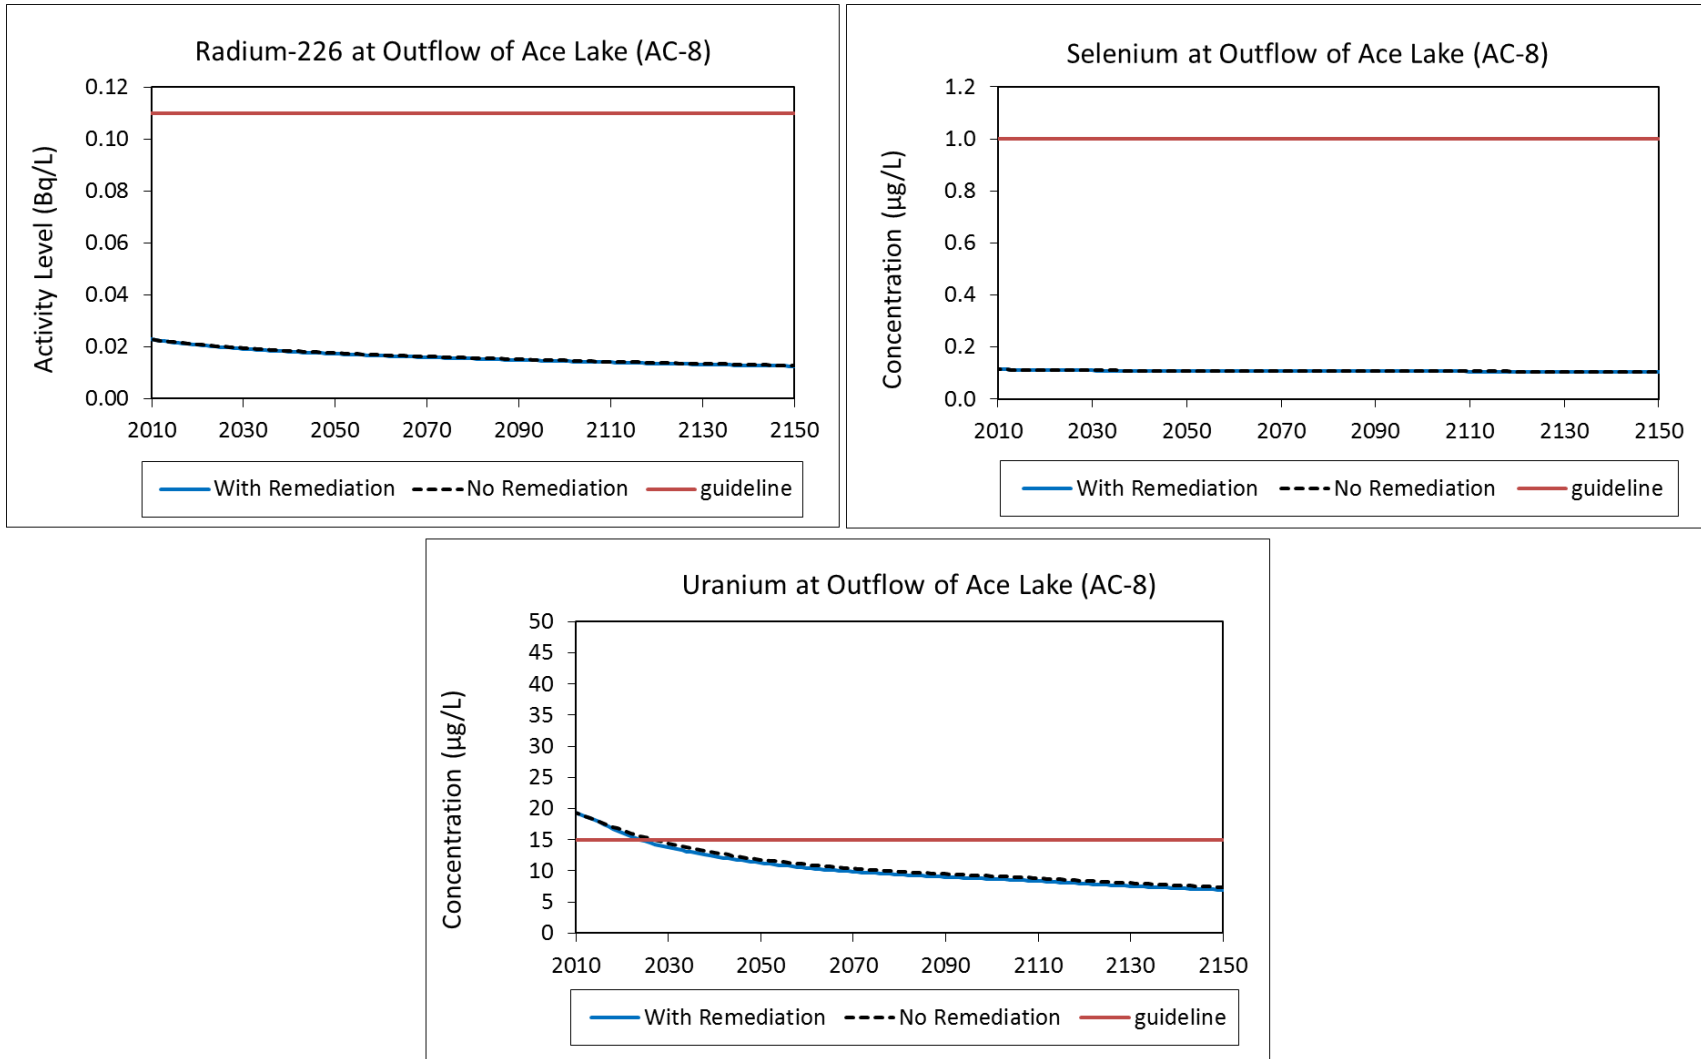 Radium-226 at Outflow of Ace Lake (AC-8)
Activity Level (Bq/L)
0.12
0.10
0.08
0.06
0.04
0.02
0.00
2010 2030 2050 2070 2090 2110 2130 2150
With Remediation No Remediation guideline
Selenium at Outflow of Ace Lake (AC-8)
Concentration (µg/L)
1.2
1.0
0.8
0.6
0.4
0.2
0.0
2010 2030 2050 2070 2090 2110 2130 2150
With Remediation No Remediation guideline
Uranium at Outflow of Ace Lake (AC-8)
Concentration (µg/L)
50
45
40
35
30
25
20
15
10
5
0
2010 2030 2050 2070 2090 2110 2130 2150
With Remediation No Remediation guideline